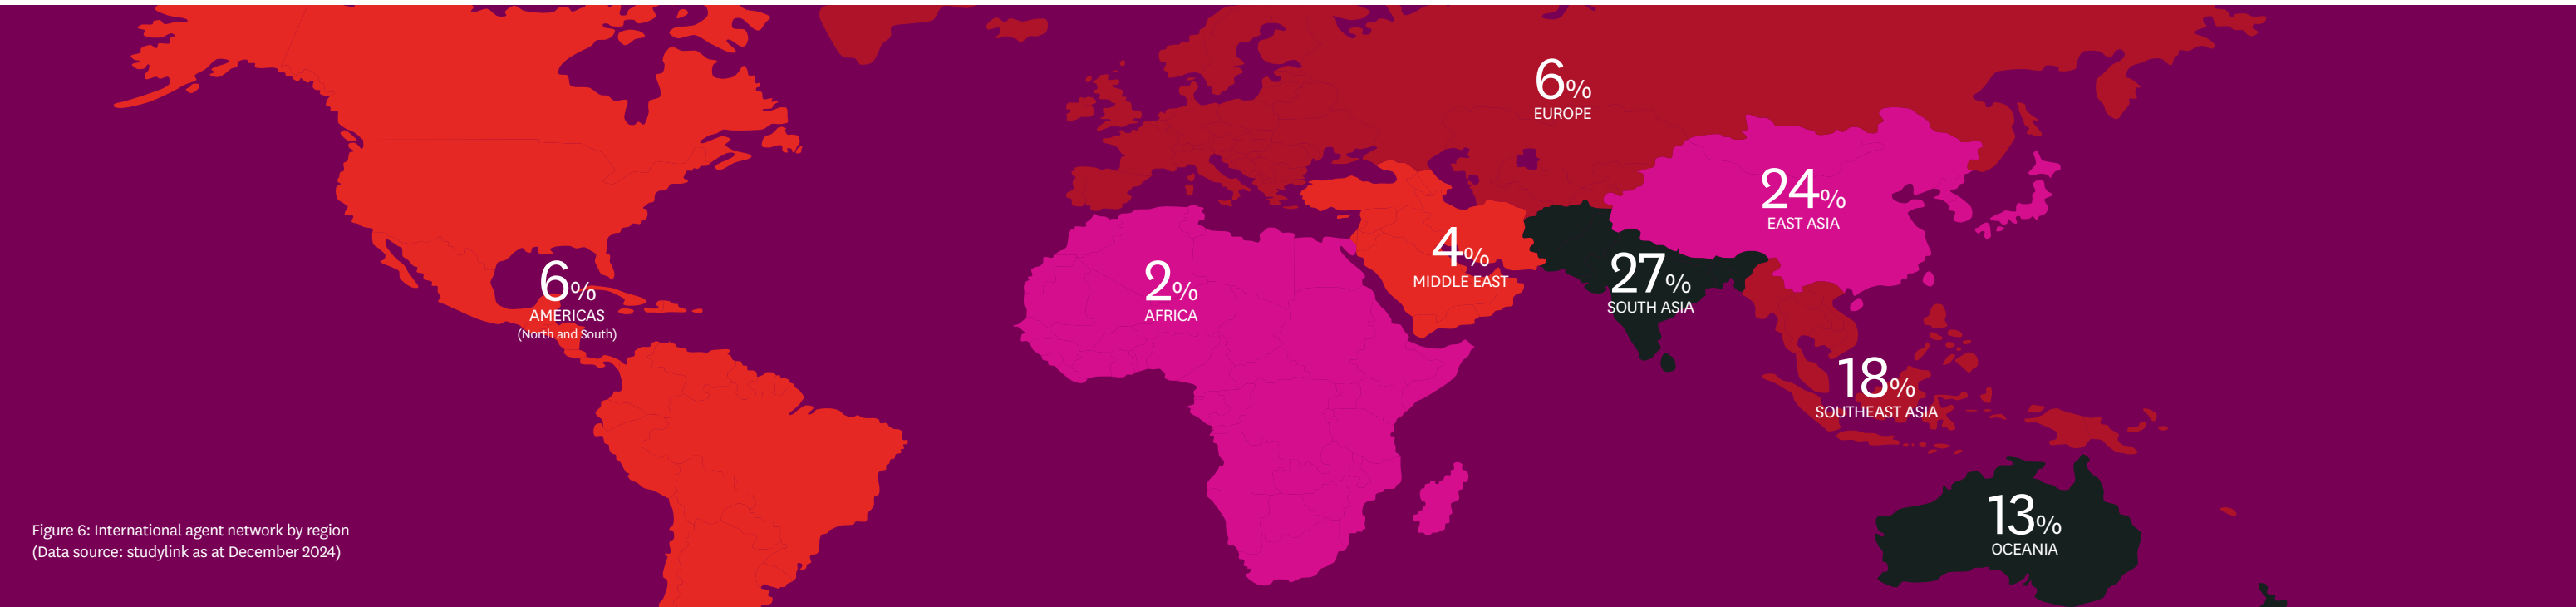 6%
EUROPE
24%
EAST ASIA
4%
MIDDLE EAST
27%
SOUTH ASIA
6%
AMERICAS
(North and South)
2%
AFRICA
18%
SOUTHEAST ASIA
13%
OCEANIA
Figure 6: International agent network by region
(Data source: studylink as at December 2024)